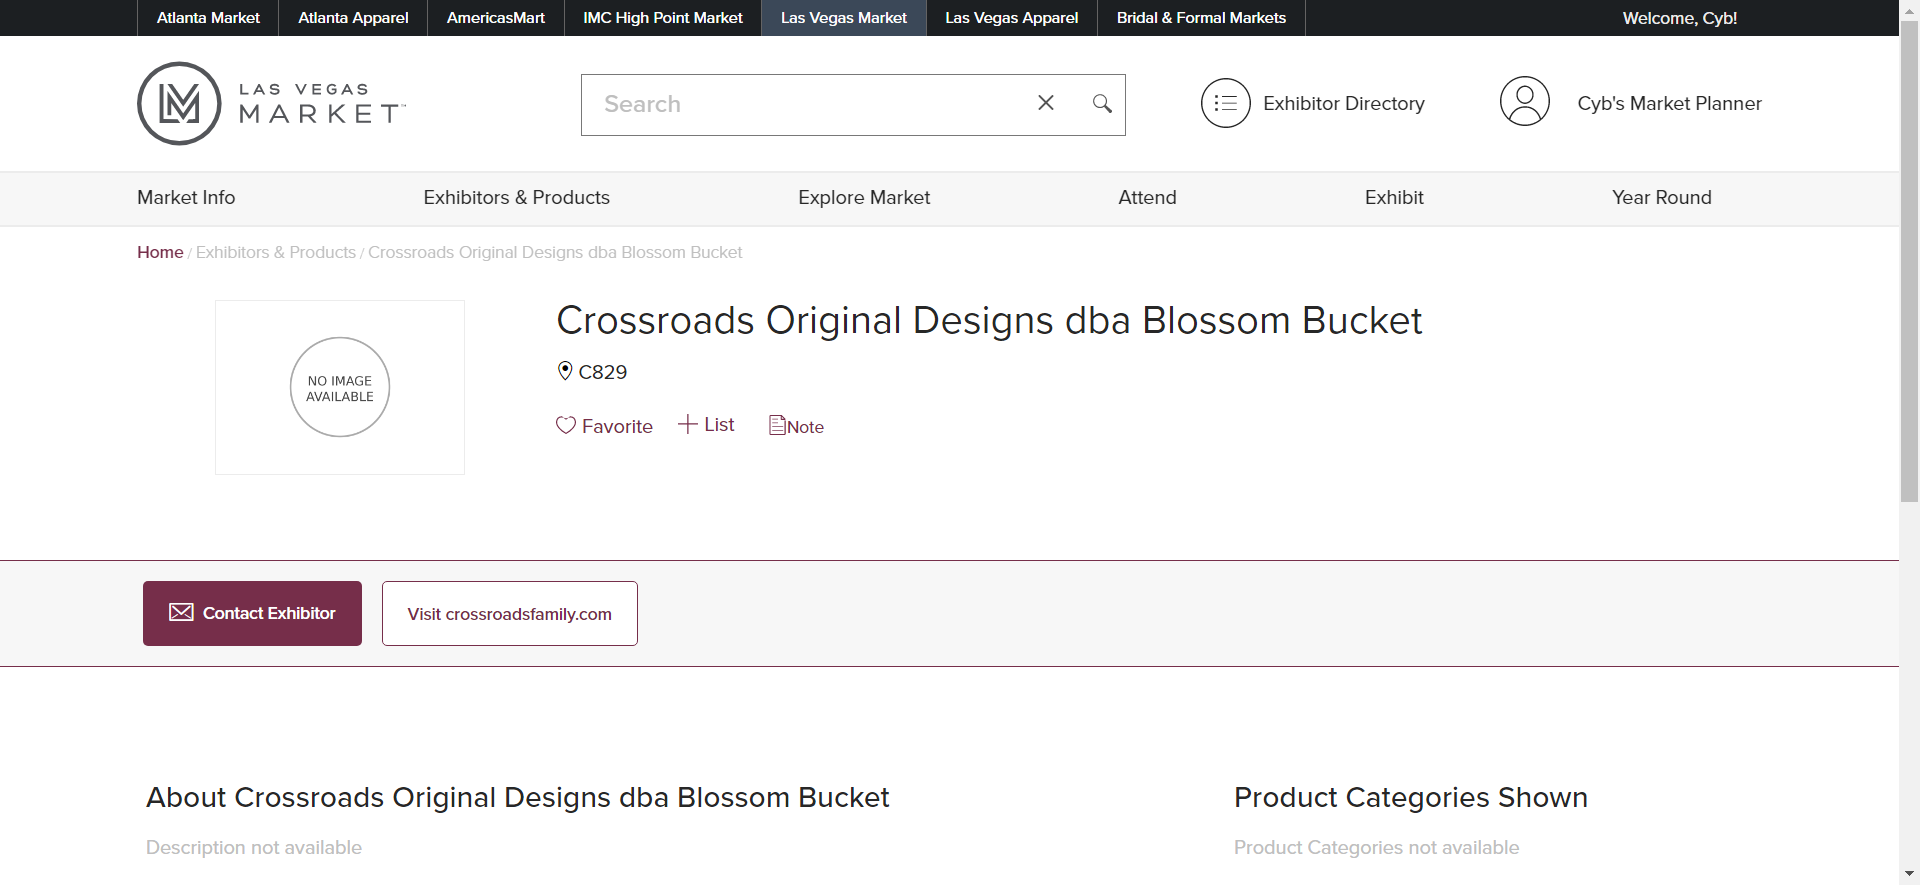 Atlanta Market Atlanta Apparel AmericasMart IMC High Point Market Las Vegas Market Las Vegas Apparel Bridal & Formal Markets Welcome, Cyb!
LAS VEGAS
MARKET™
Search
Exhibitor Directory
Cyb's Market Planner
Market Info Exhibitors & Products Explore Market Attend Exhibit Year Round
Home / Exhibitors & Products / Crossroads Original Designs dba Blossom Bucket
NO IMAGE
AVAILABLE
Crossroads Original Designs dba Blossom Bucket
C829
Favorite List Note
Contact Exhibitor Visit crossroadsfamily.com
About Crossroads Original Designs dba Blossom Bucket
Description not available
Product Categories Shown
Product Categories not available